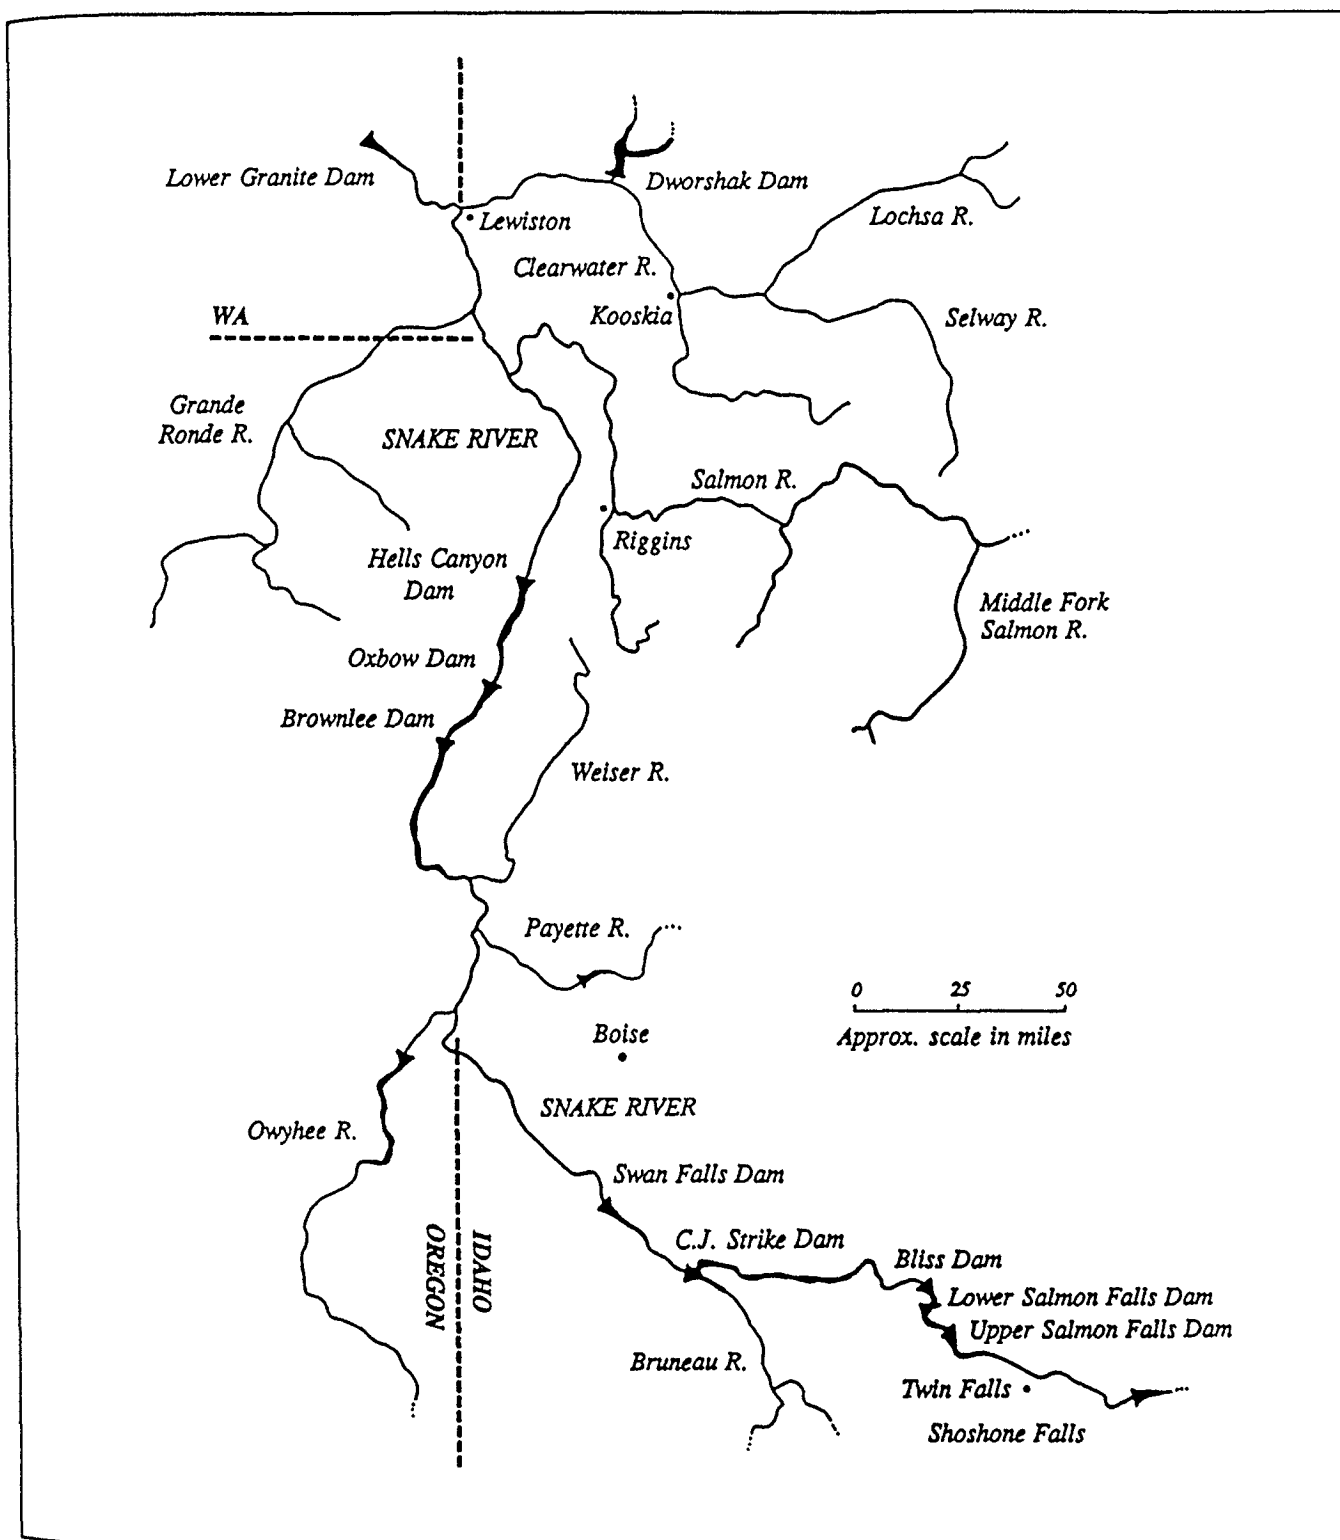 Lower Granite Dam
Dworshak Dam
Lochsa R.
Lewiston
Clearwater R.
Kooskia
Selway R.
WA
Grande
Ronde R.
SNAKE RIVER
Salmon R.
Riggins
Hells Canyon
Dam
Middle Fork
Salmon R.
Oxbow Dam
Brownlee Dam
Weiser R.
Payette R.
0 25 50
Approx. scale in miles
Boise
SNAKE RIVER
Owyhee R.
Swan Falls Dam
OREGON
IDAHO
C.J. Strike Dam
Bliss Dam
Lower Salmon Falls Dam
Upper Salmon Falls Dam
Bruneau R.
Twin Falls
Shoshone Falls